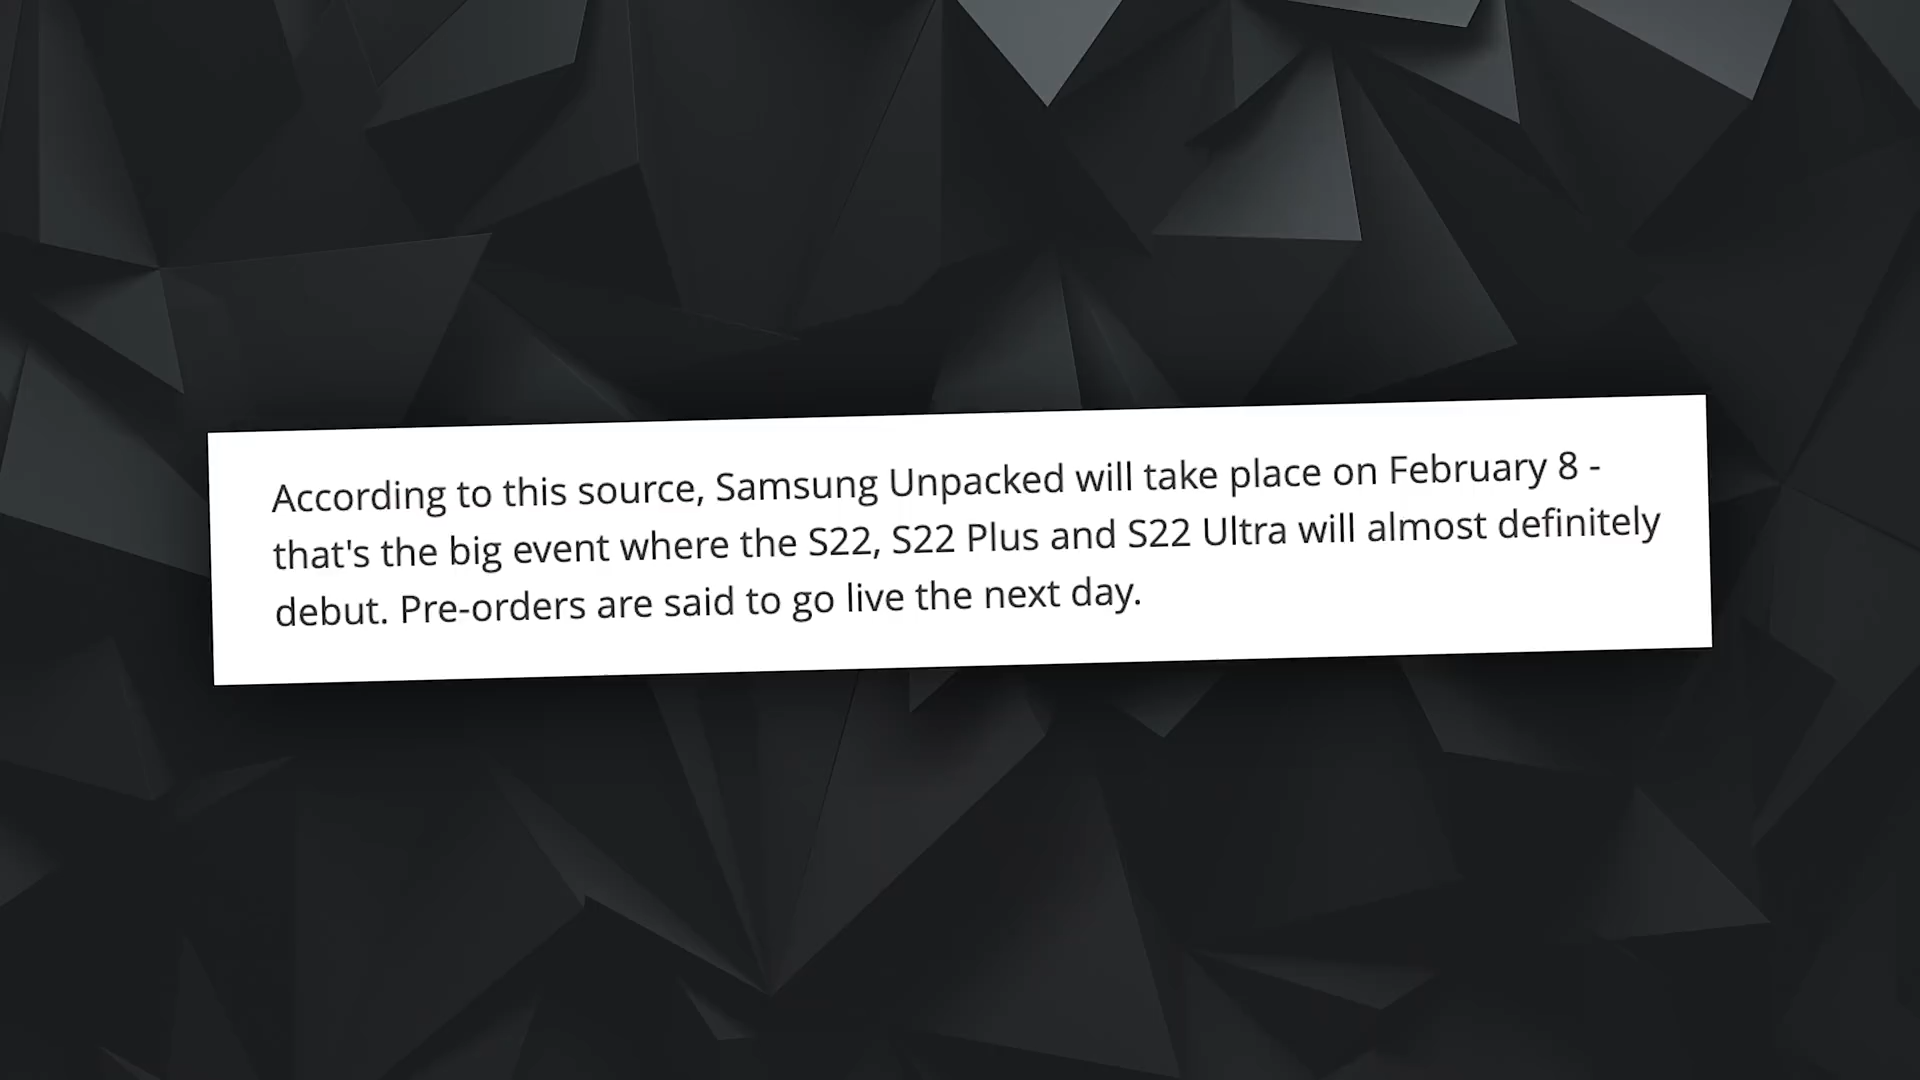 According to this source, Samsung Unpacked will take place on February 8 -
that's the big event where the S22, S22 Plus and S22 Ultra will almost definitely
debut. Pre-orders are said to go live the next day.